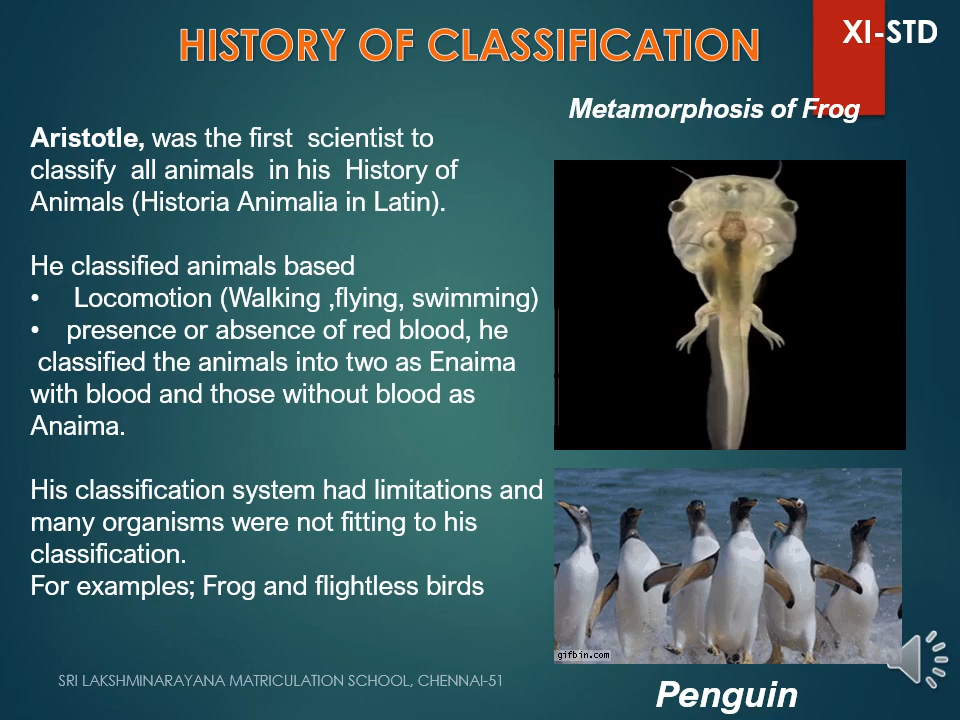 HISTORY OF CLASSIFICATION
XI-STD
Metamorphosis of Frog
Aristotle, was the first scientist to
classify all animals in his History of
Animals (Historia Animalia in Latin).
He classified animals based
• Locomotion (Walking ,flying, swimming)
• presence or absence of red blood, he
classified the animals into two as Enaima
with blood and those without blood as
Anaima.
His classification system had limitations and
many organisms were not fitting to his
classification.
For examples; Frog and flightless birds
gifbin.com
SRI LAKSHMINARAYANA MATRICULATION SCHOOL, CHENNAI-51
Penguin